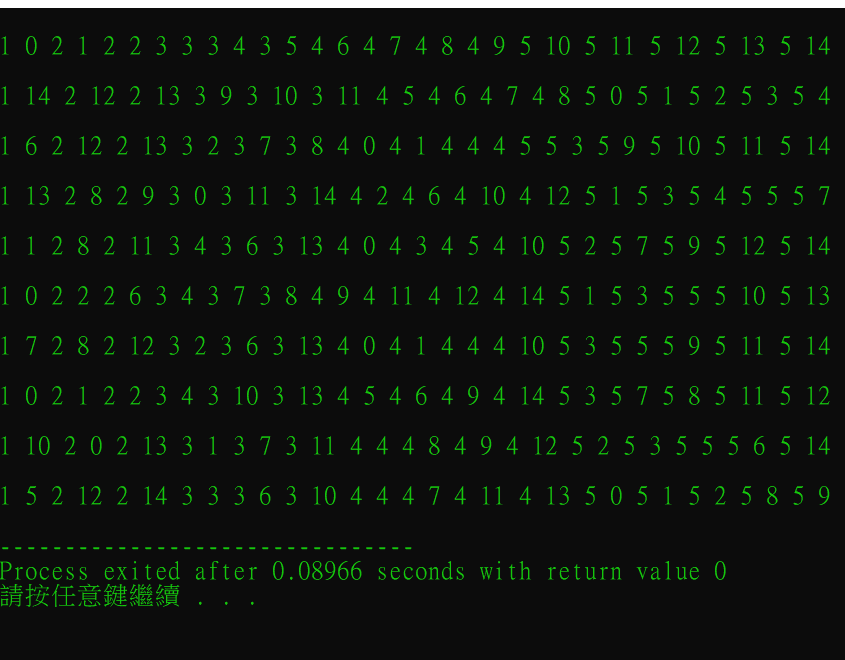 1 0 2 1 2 2 3 3 3 4 3 5 4 6 4 7 4 8 4 9 5 10 5 11 5 12 5 13 5 14
1 14 2 12 2 13 3 9 3 10 3 11 4 5 4 6 4 7 4 8 5 0 5 1 5 2 5 3 5 4
1 6 2 12 2 13 3 2 3 7 3 8 4 0 4 1 4 4 4 5 5 3 5 9 5 10 5 11 5 14
1 13 2 8 2 9 3 0 3 11 3 14 4 2 4 6 4 10 4 12 5 1 5 3 5 4 5 5 5 7
1 1 2 8 2 11 3 4 3 6 3 13 4 0 4 3 4 5 4 10 5 2 5 7 5 9 5 12 5 14
1 0 2 2 2 6 3 4 3 7 3 8 4 9 4 11 4 12 4 14 5 1 5 3 5 5 5 10 5 13
1 7 2 8 2 12 3 2 3 6 3 13 4 0 4 1 4 4 4 10 5 3 5 5 5 9 5 11 5 14
1 0 2 1 2 2 3 4 3 10 3 13 4 5 4 6 4 9 4 14 5 3 5 7 5 8 5 11 5 12
1 10 2 0 2 13 3 1 3 7 3 11 4 4 4 8 4 9 4 12 5 2 5 3 5 5 5 6 5 14
1 5 2 12 2 14 3 3 3 6 3 10 4 4 4 7 4 11 4 13 5 0 5 1 5 2 5 8 5 9
--------------------------------
Process exited after 0.08966 seconds with return value 0
請按任意鍵繼續 . . .